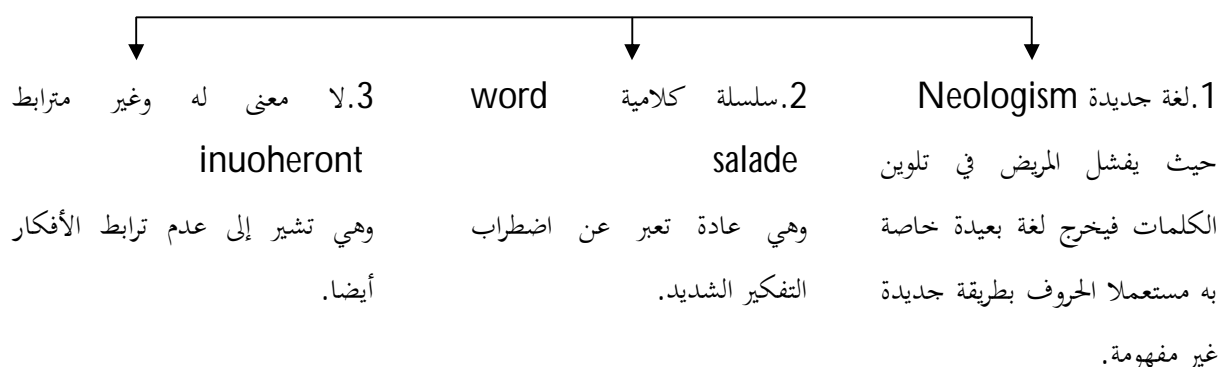 1.لغة جديدة Neologism
حيث يفشل المريض في تلوين
الكلمات فيخرج لغة بعيدة خاصة
به مستعملا الحروف بطريقة جديدة
غير مفهومة.
2.سلسلة كلامية word
salade
وهي عادة تعبر عن اضطراب
التفكير الشديد.
3.لا معنى له وغير مترابط
inuoheront
وهي تشير إلى عدم ترابط الأفكار
أيضا.